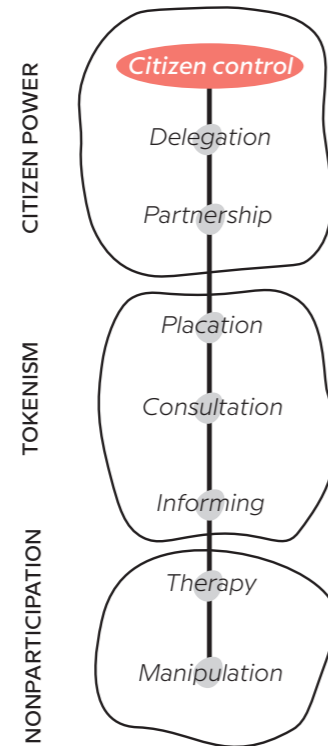 CITIZEN POWER
Citizen control
Delegation
Partnership
TOKENISM
Placation
Consultation
Informing
NONPARTICIPATION
Therapy
Manipulation